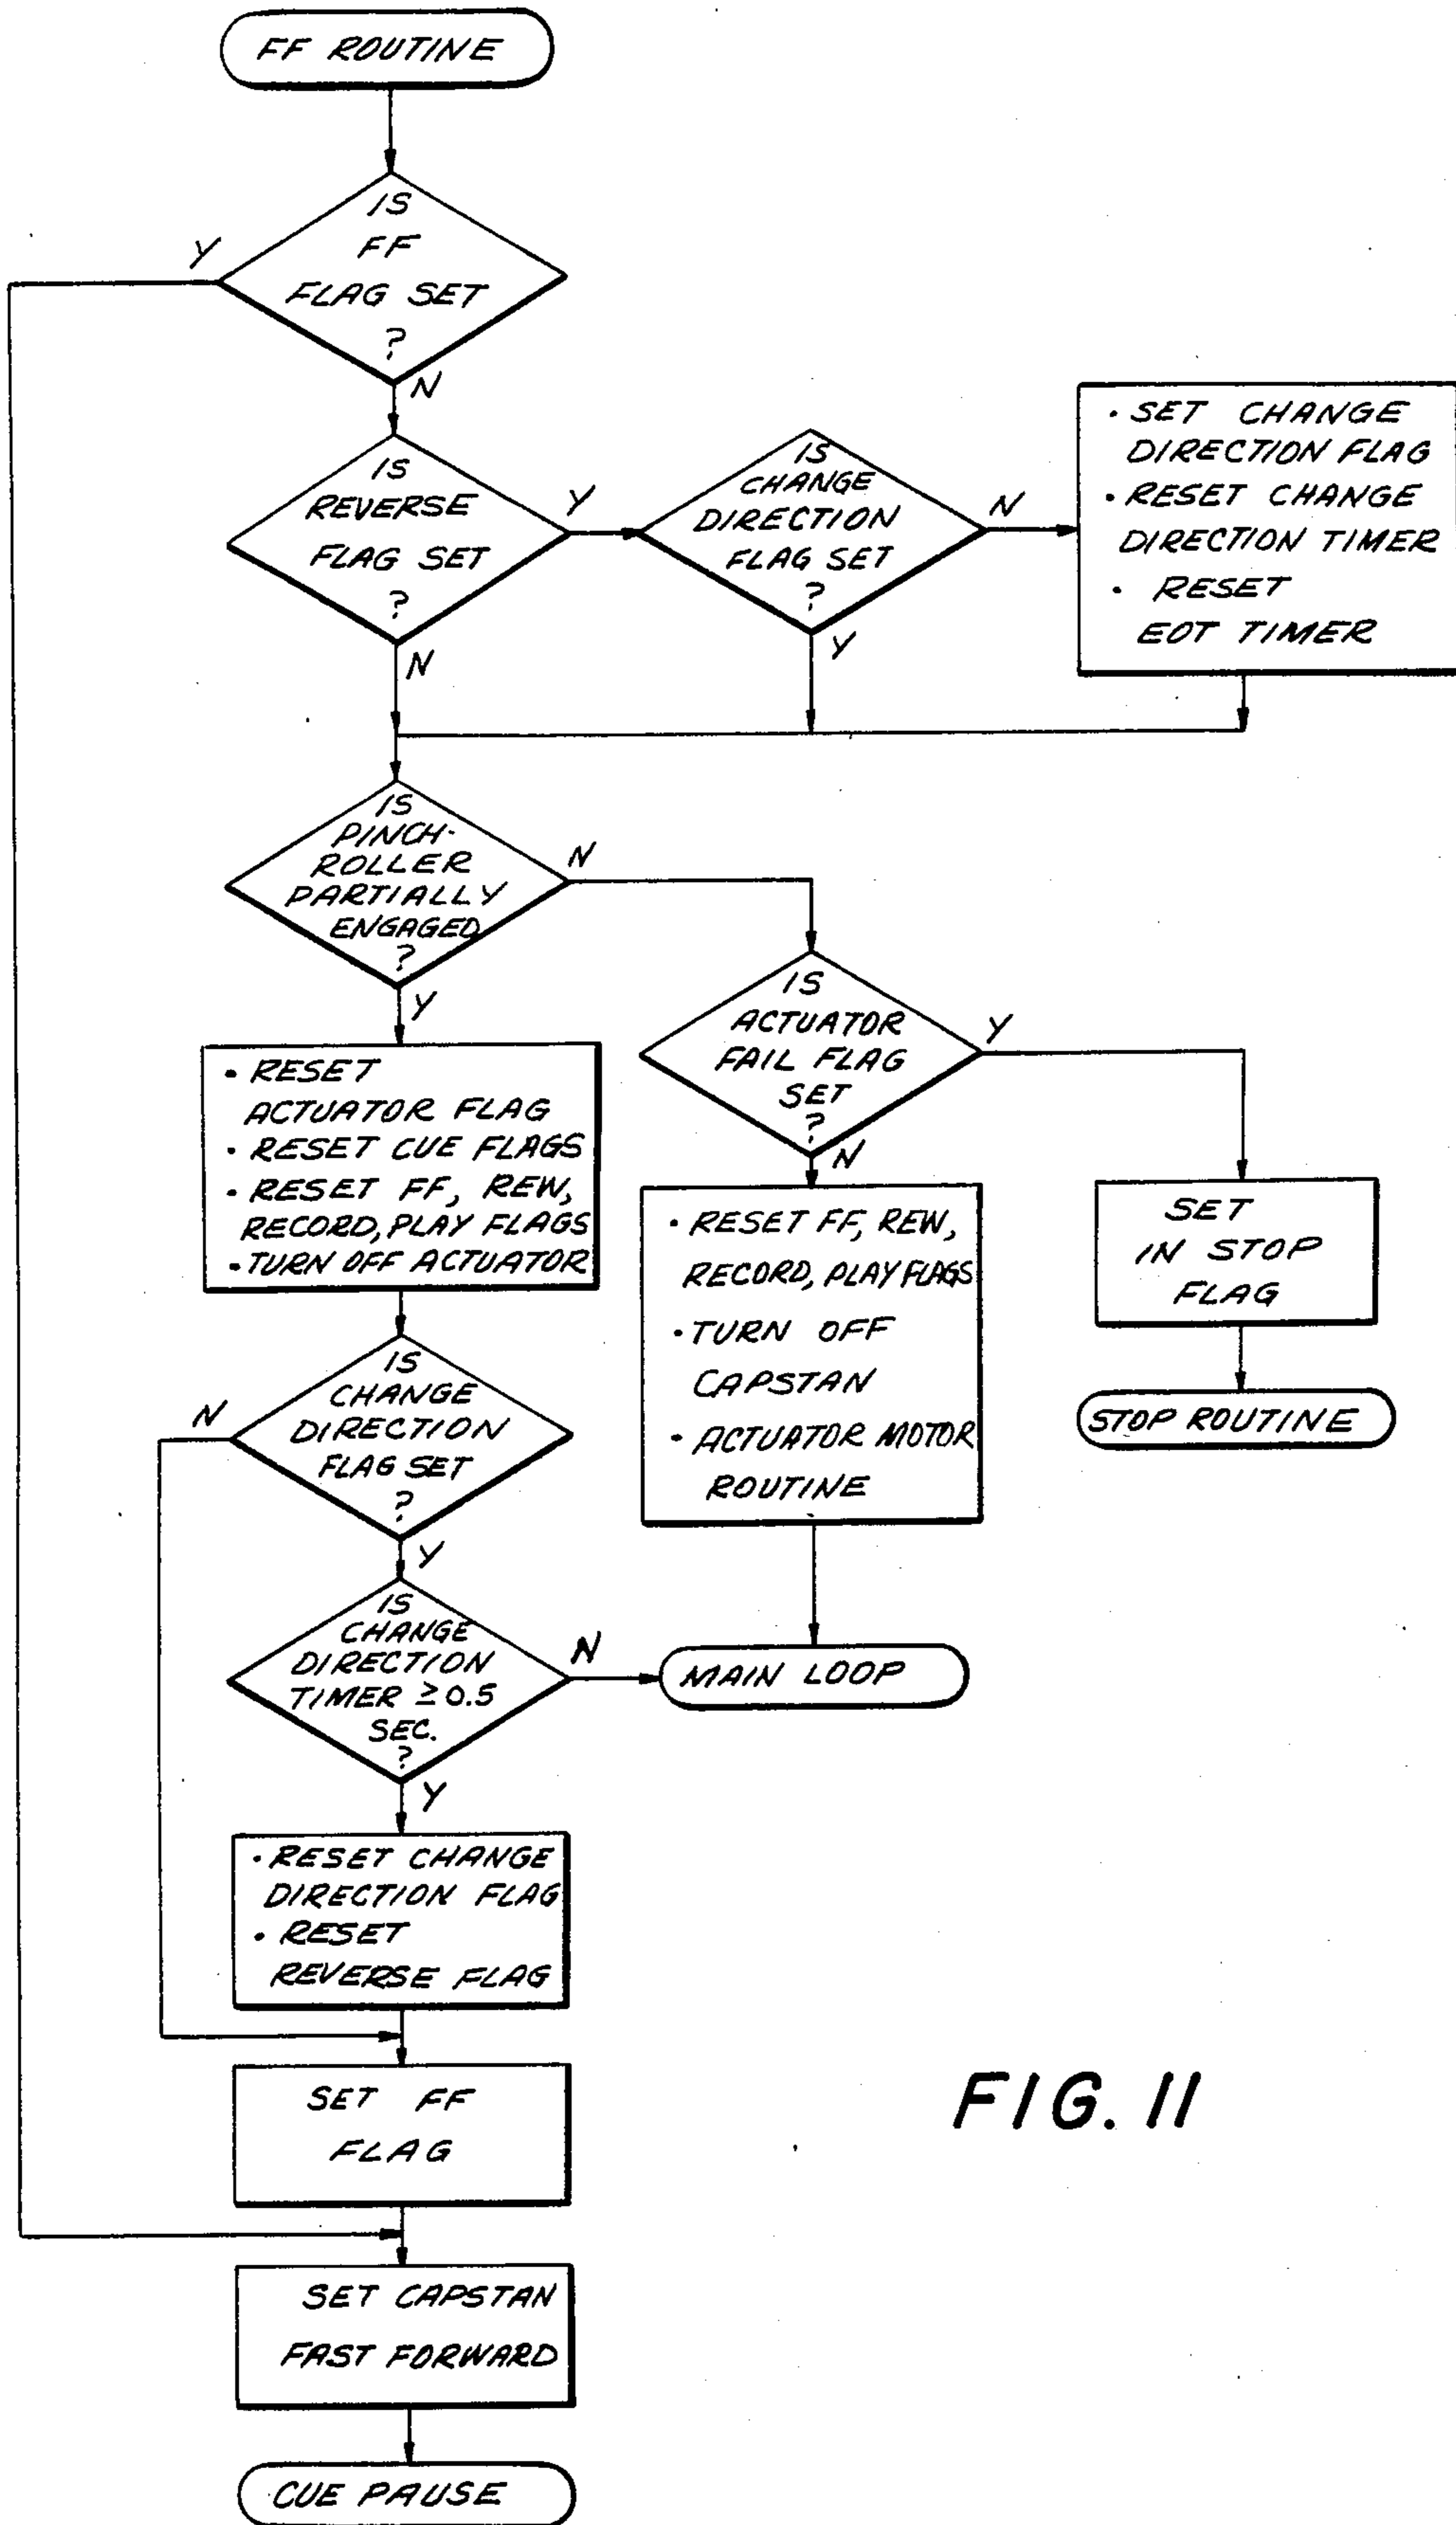 FF ROUTINE
IS
FF
FLAG SET
?
Y
N
IS
REVERSE
FLAG SET
?
Y
N
IS
CHANGE
DIRECTION
FLAG SET
?
N
Y
• SET CHANGE
DIRECTION FLAG
• RESET CHANGE
DIRECTION TIMER
• RESET
EOT TIMER
IS
PINCH-
ROLLER
PARTIALLY
ENGAGED
?
N
Y
IS
ACTUATOR
FAIL FLAG
SET
?
Y
N
• RESET
ACTUATOR FLAG
• RESET CUE FLAGS
• RESET FF, REW,
RECORD, PLAY FLAGS
• TURN OFF ACTUATOR
• RESET FF, REW,
RECORD, PLAY FLAGS
• TURN OFF
CAPSTAN
• ACTUATOR MOTOR
ROUTINE
SET
IN STOP
FLAG
STOP ROUTINE
IS
CHANGE
DIRECTION
FLAG SET
?
N
Y
IS
CHANGE
DIRECTION
TIMER ≥ 0.5
SEC.
?
N
Y
MAIN LOOP
• RESET CHANGE
DIRECTION FLAG
• RESET
REVERSE FLAG
SET FF
FLAG
SET CAPSTAN
FAST FORWARD
CUE PAUSE
FIG. 11